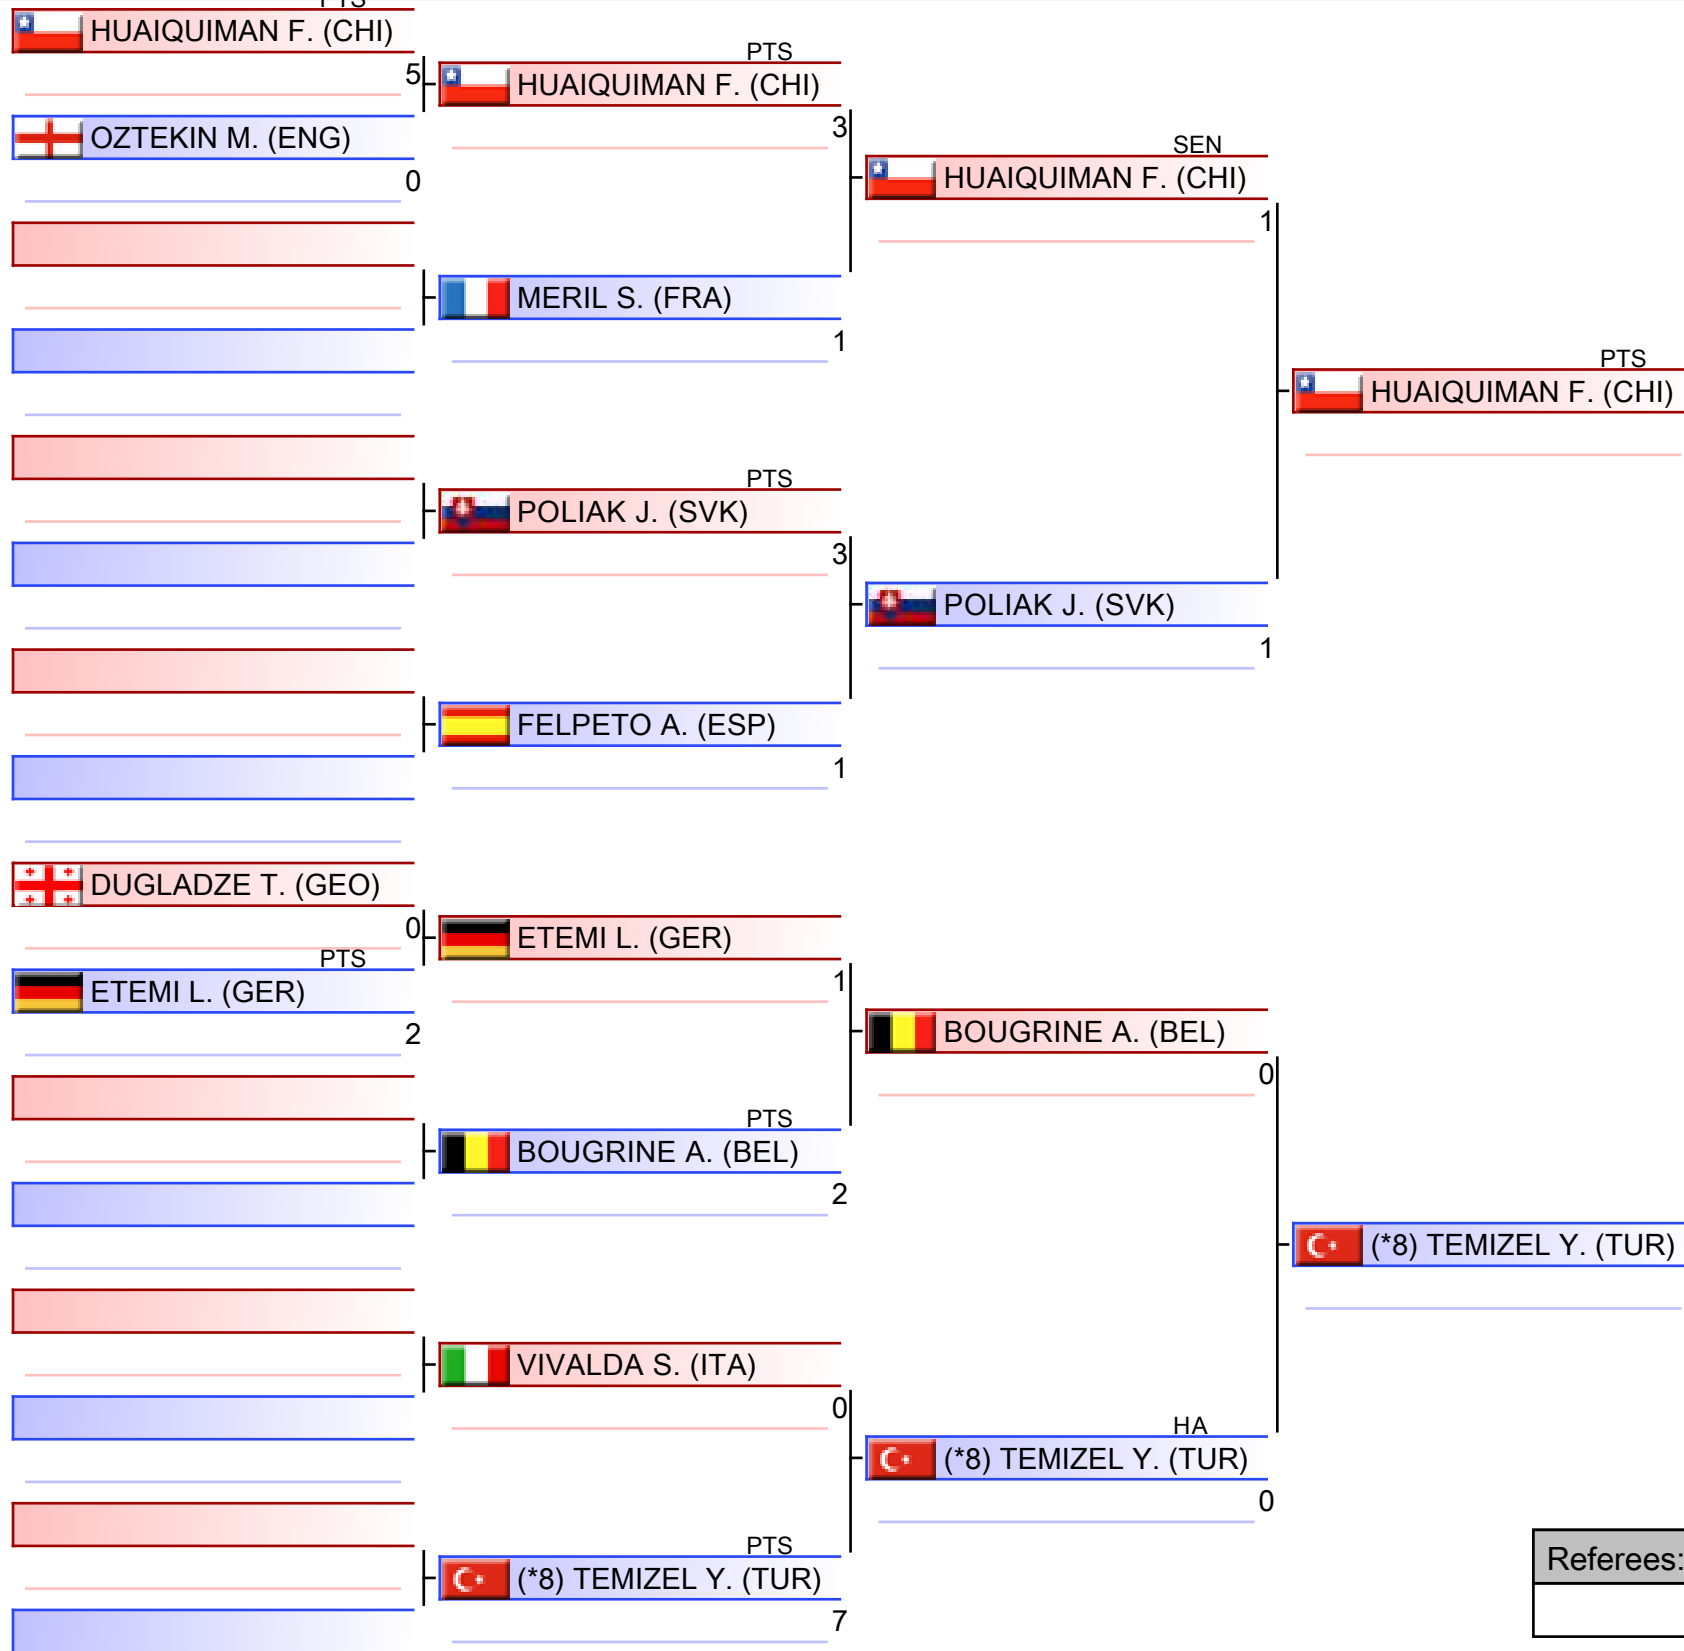 PTS
HUAIQUIMAN F. (CHI)
5
OZTEKIN M. (ENG)
0
DUGLADZE T. (GEO)
0
PTS
ETEMI L. (GER)
2
PTS
HUAIQUIMAN F. (CHI)
3
MERIL S. (FRA)
1
PTS
POLIAK J. (SVK)
3
FELPETO A. (ESP)
1
ETEMI L. (GER)
1
PTS
BOUGRINE A. (BEL)
2
VIVALDA S. (ITA)
0
PTS
(*8) TEMIZEL Y. (TUR)
7
SEN
HUAIQUIMAN F. (CHI)
1
POLIAK J. (SVK)
1
BOUGRINE A. (BEL)
0
HA
(*8) TEMIZEL Y. (TUR)
0
PTS
HUAIQUIMAN F. (CHI)
(*8) TEMIZEL Y. (TUR)
Referees: